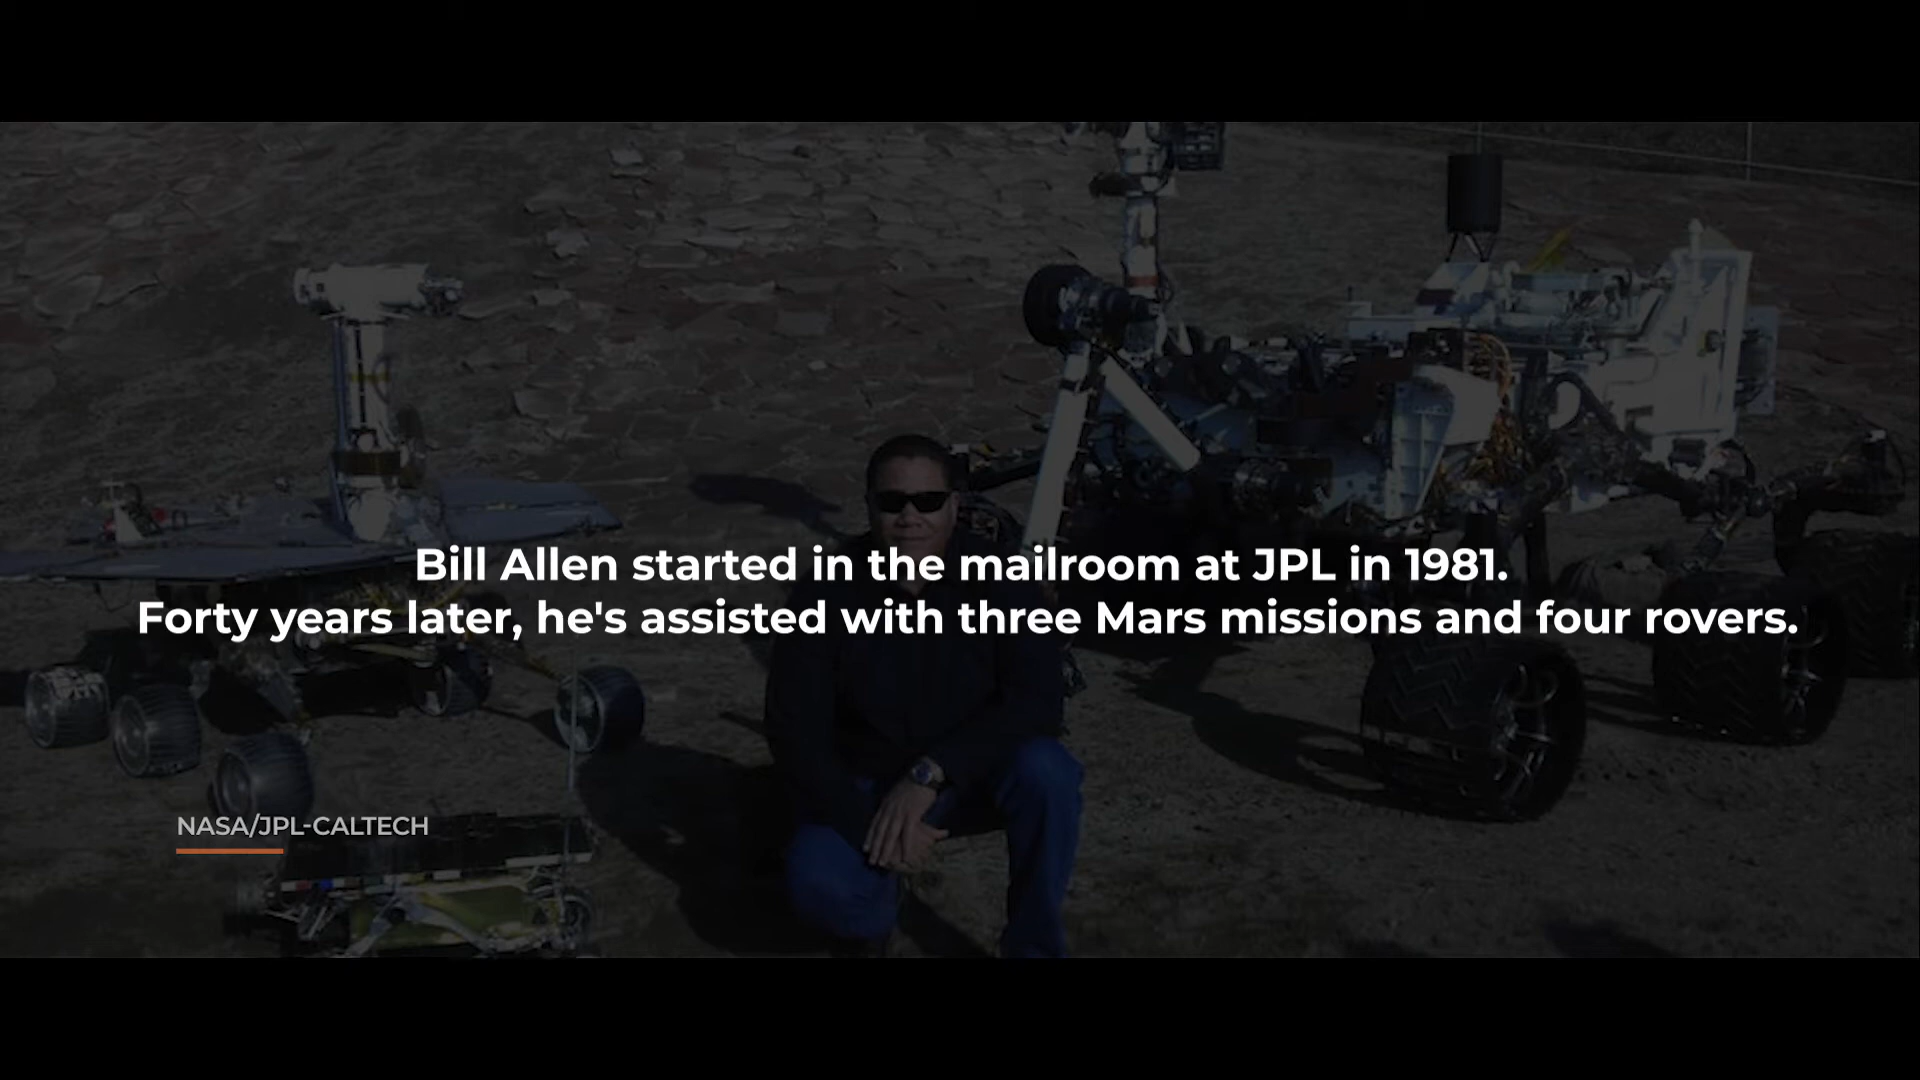 Bill Allen started in the mailroom at JPL in 1981.
Forty years later, he's assisted with three Mars missions and four rovers.
NASA/JPL-CALTECH